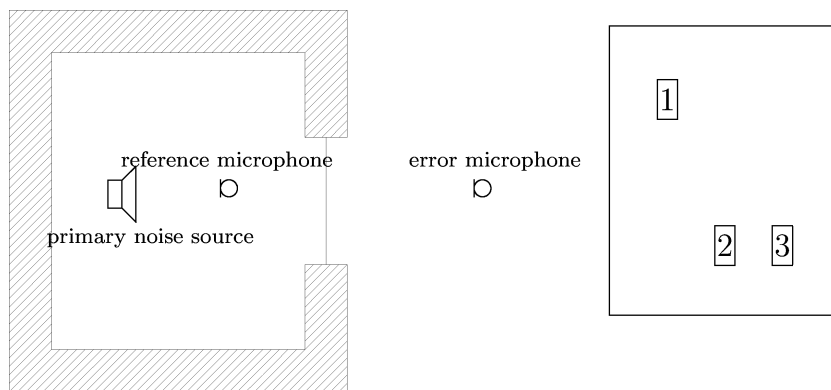 reference microphone
primary noise source
error microphone
1
2
3